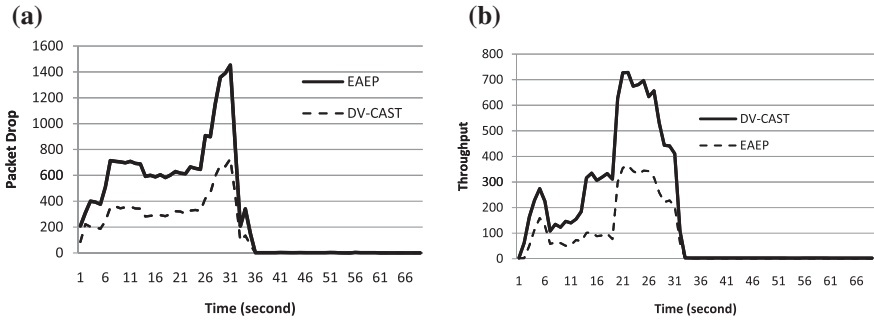 (a)
1600
1400
1200
1000
800
600
400
200
0
Packet Drop
EAEP
DV-CAST
1 6 11 16 21 26 31 36 41 46 51 56 61 66
Time (second)
(b)
800
700
600
500
400
300
200
100
0
Throughput
DV-CAST
EAEP
1 6 11 16 21 26 31 36 41 46 51 56 61 66
Time (second)